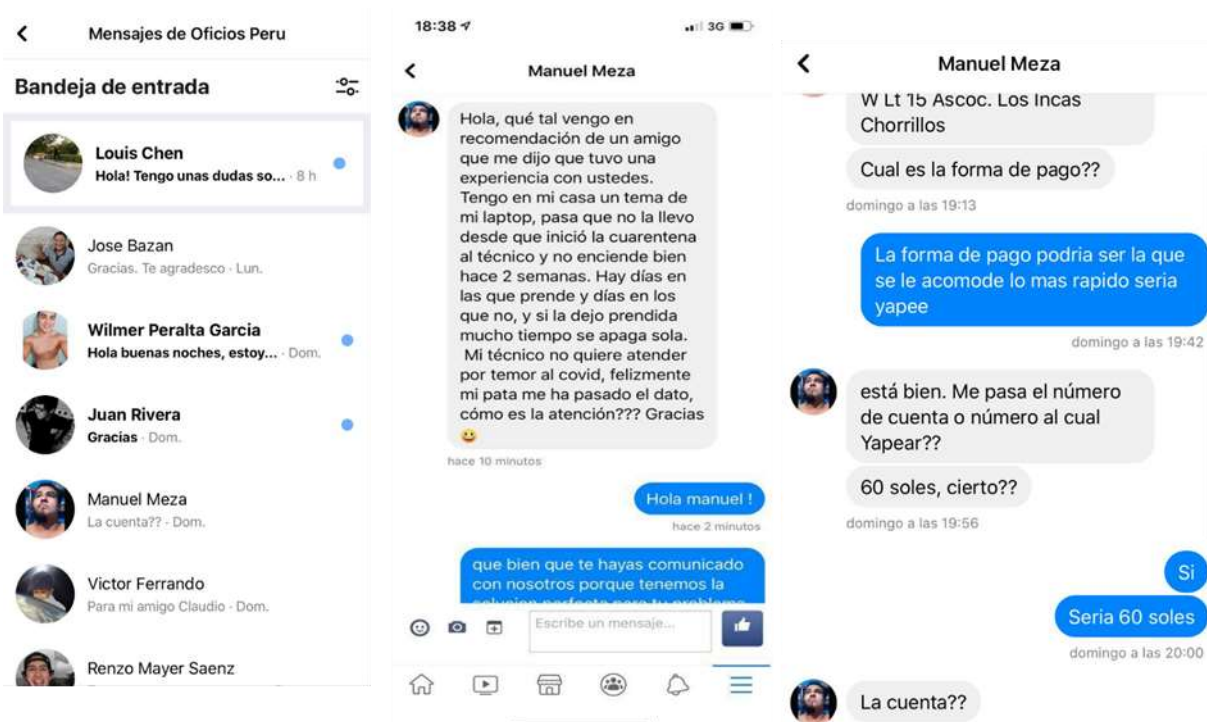 Mensajes de Oficios Peru
Bandeja de entrada
Louis Chen
Hola! Tengo unas dudas so... · 8 h
Jose Bazan
Gracias. Te agradesco · Lun.
Wilmer Peralta Garcia
Hola buenas noches, estoy... · Dom.
Juan Rivera
Gracias · Dom.
Manuel Meza
La cuenta?? · Dom.
Victor Ferrando
Para mi amigo Claudio · Dom.
Renzo Mayer Saenz
18:38
3G
Manuel Meza
Hola, qué tal vengo en
recomendación de un amigo
que me dijo que tuvo una
experiencia con ustedes.
Tengo en mi casa un tema de
mi laptop, pasa que no la llevo
desde que inició la cuarentena
al técnico y no enciende bien
hace 2 semanas. Hay días en
las que prende y días en los
que no, y si la dejo prendida
mucho tiempo se apaga sola.
Mi técnico no quiere atender
por temor al covid, felizmente
mi pata me ha pasado el dato,
cómo es la atención??? Gracias
😃
hace 10 minutos
Hola manuel !
hace 2 minutos
que bien que te hayas comunicado
con nosotros porque tenemos la
solucion perfecta para tu problema
Escribe un mensaje...
Manuel Meza
W Lt 15 Ascoc. Los Incas
Chorrillos
Cual es la forma de pago??
domingo a las 19:13
La forma de pago podria ser la que
se le acomode lo mas rapido seria
yapee
domingo a las 19:42
está bien. Me pasa el número
de cuenta o número al cual
Yapear??
60 soles, cierto??
domingo a las 19:56
Si
Seria 60 soles
domingo a las 20:00
La cuenta??